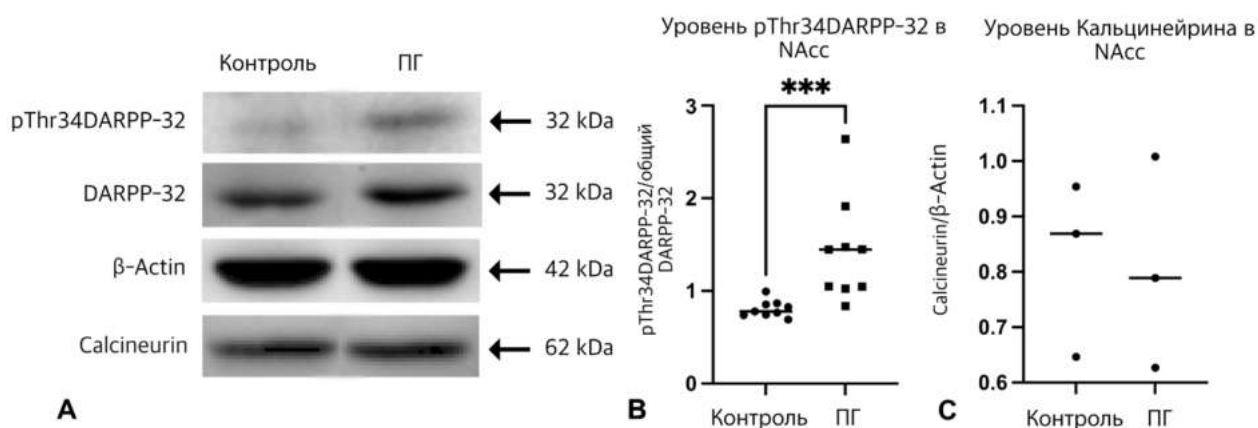 Контроль ПГ
pThr34DARPP-32 32 kDa
DARPP-32 32 kDa
β-Actin 42 kDa
Calcineurin 62 kDa
A
Уровень pThr34DARPP-32 в
NAcc
***
pThr34DARPP-32/общий
DARPP-32
3
2
1
0
Контроль ПГ
B
Уровень Кальцинейрина в
NAcc
Calcineurin/β-Actin
1.1
1.0
0.9
0.8
0.7
0.6
Контроль ПГ
C